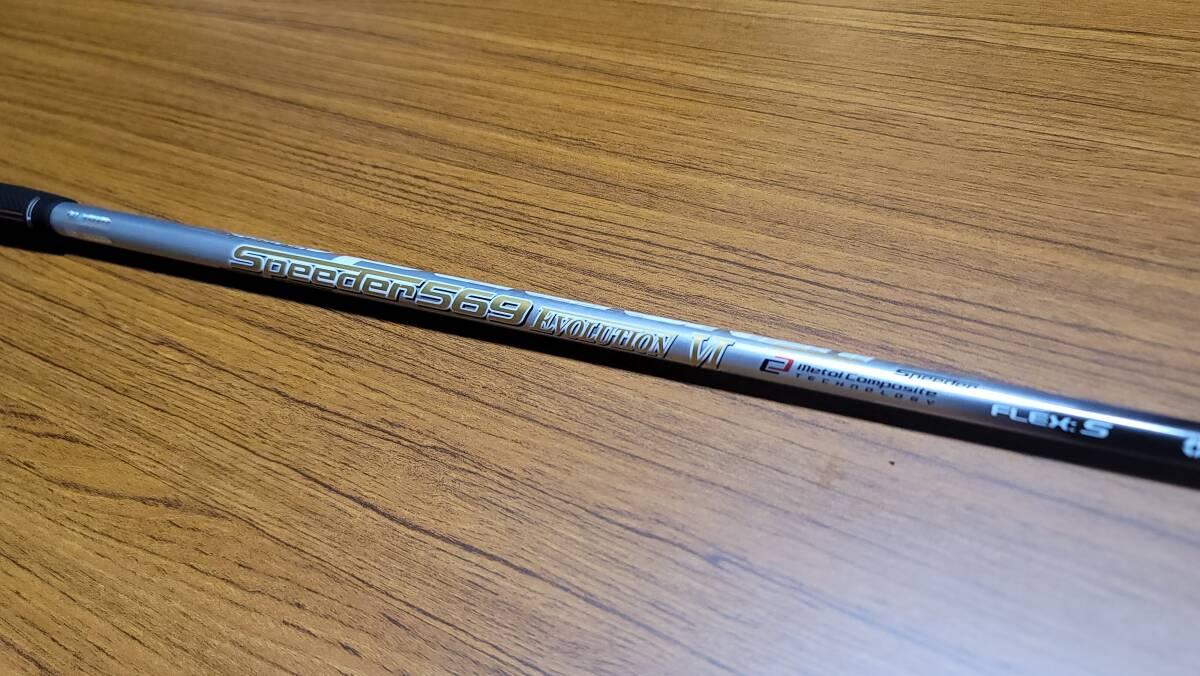 Speeder569 EVOLUTION VI
Metal Composite
TECHNOLOGY
Speeder
FLEX:S